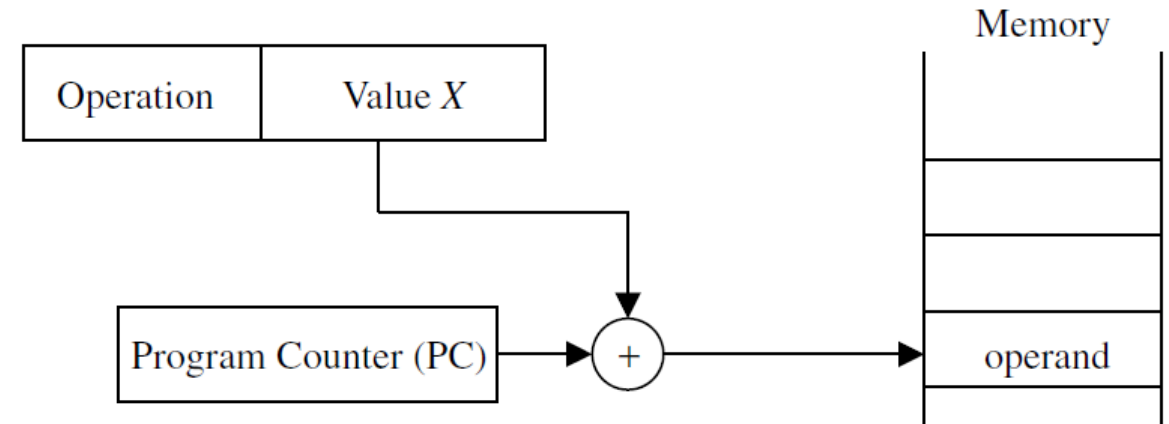 Memory
Operation
Value X
Program Counter (PC)
+
operand